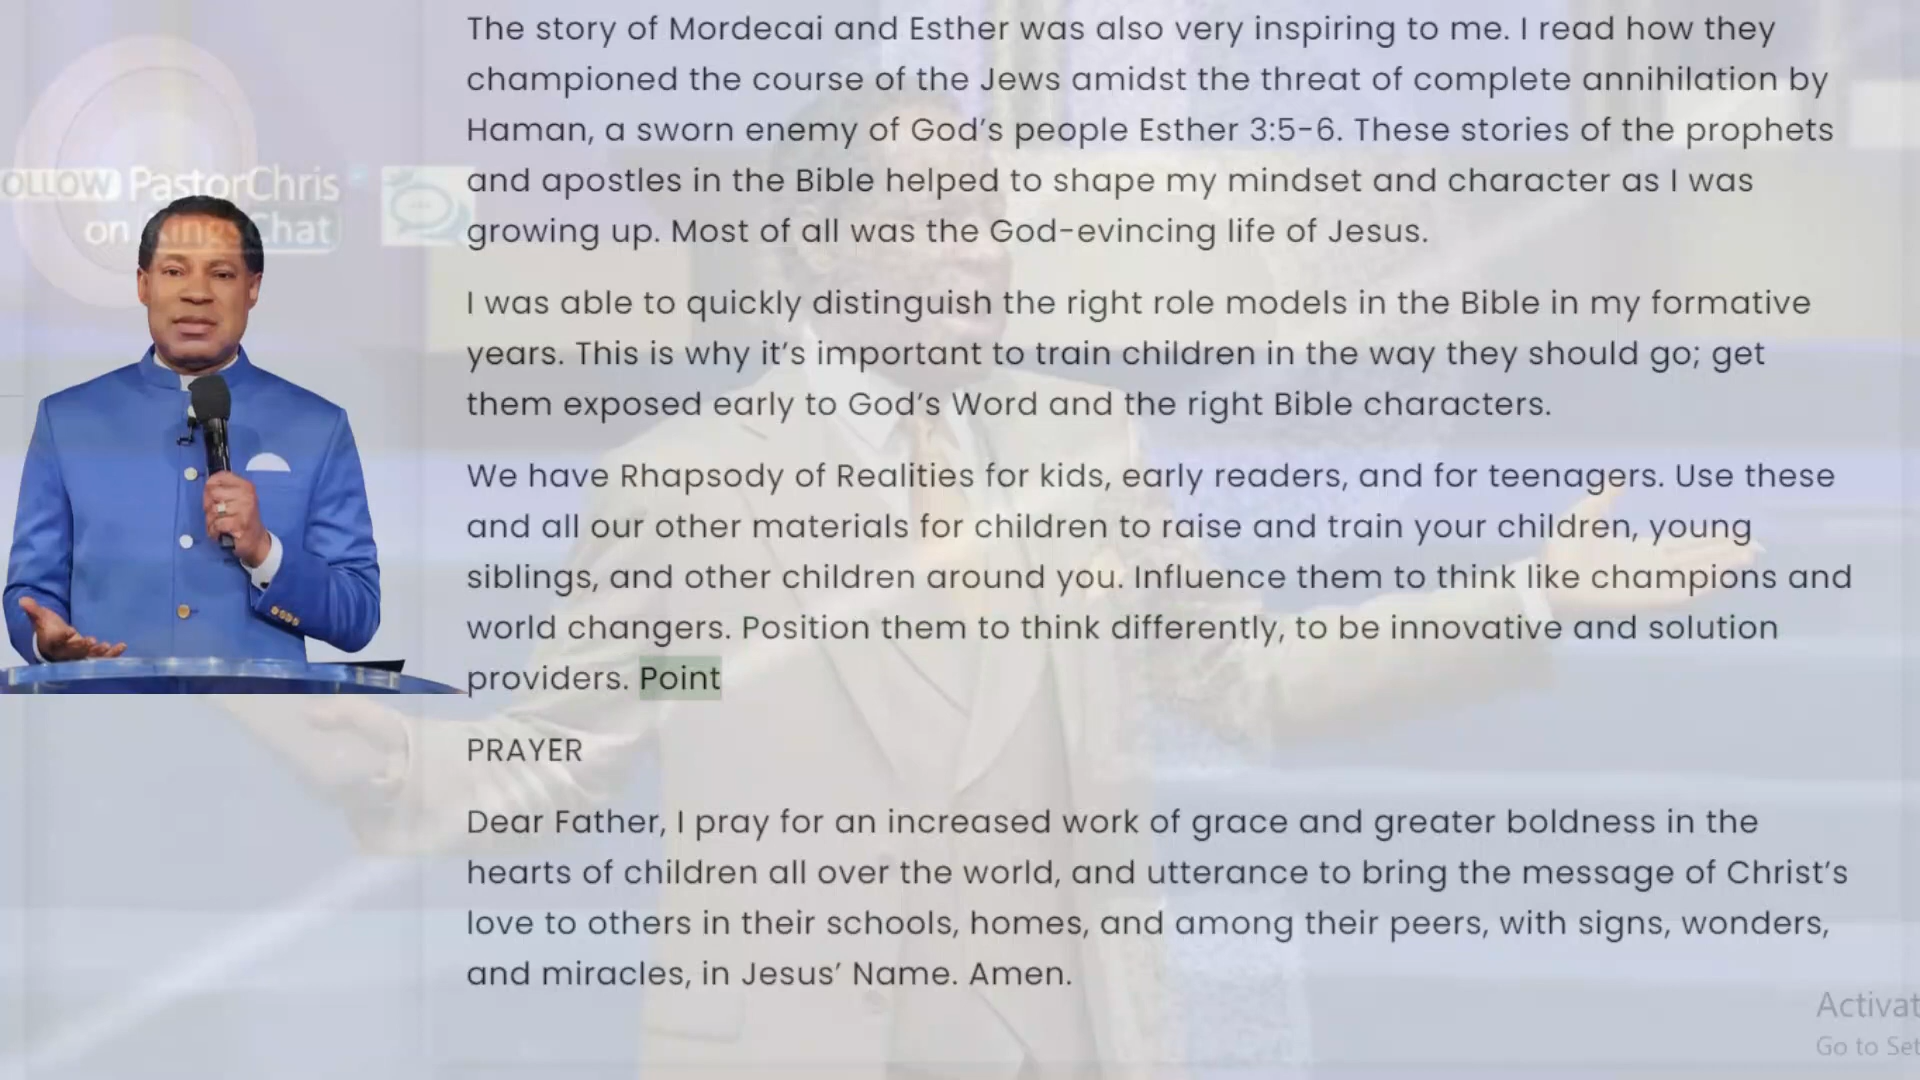 The story of Mordecai and Esther was also very inspiring to me. I read how they
championed the course of the Jews amidst the threat of complete annihilation by
Haman, a sworn enemy of God's people Esther 3:5-6. These stories of the prophets
and apostles in the Bible helped to shape my mindset and character as I was
growing up. Most of all was the God-evincing life of Jesus.
OLLOW PastorChris
on KingsChat
I was able to quickly distinguish the right role models in the Bible in my formative
years. This is why it's important to train children in the way they should go; get
them exposed early to God's Word and the right Bible characters.
We have Rhapsody of Realities for kids, early readers, and for teenagers. Use these
and all our other materials for children to raise and train your children, young
siblings, and other children around you. Influence them to think like champions and
world changers. Position them to think differently, to be innovative and solution
providers. Point
PRAYER
Dear Father, I pray for an increased work of grace and greater boldness in the
hearts of children all over the world, and utterance to bring the message of Christ's
love to others in their schools, homes, and among their peers, with signs, wonders,
and miracles, in Jesus' Name. Amen.
Activat
Go to Set